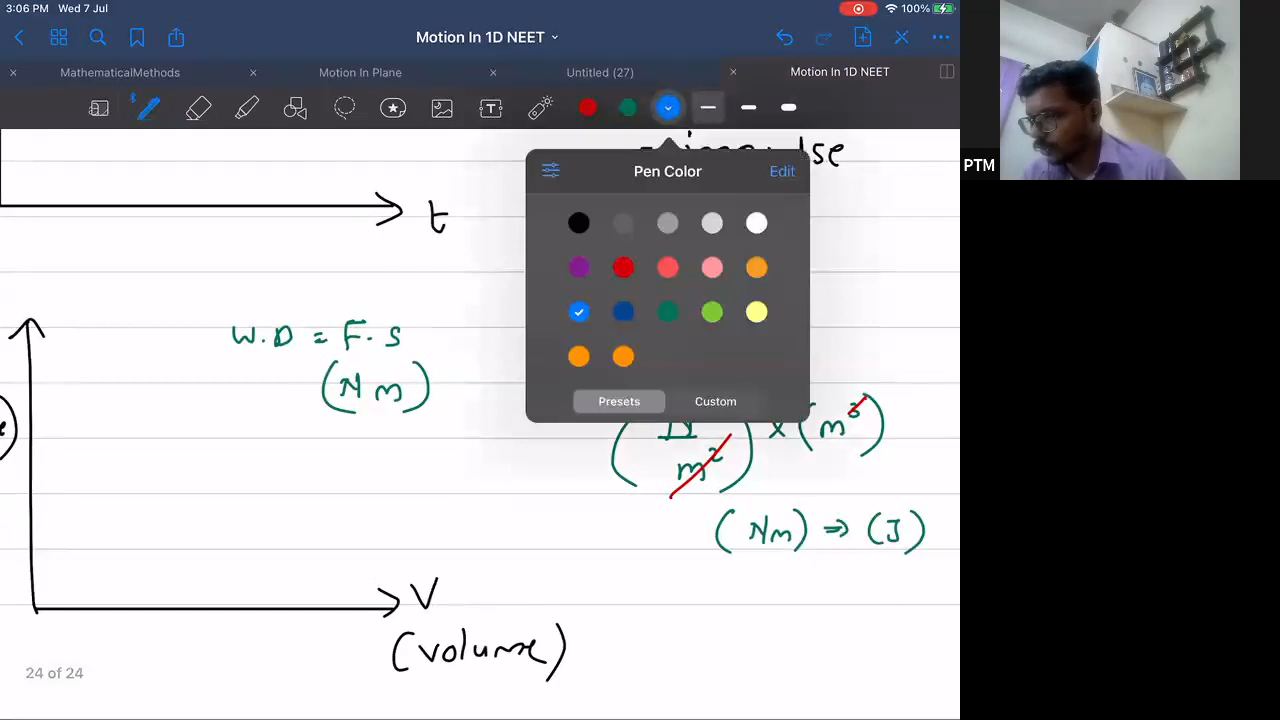 3:06 PM Wed 7 Jul
100%
Motion In 1D NEET
MathematicalMethods
Motion In Plane
Untitled (27)
Motion In 1D NEET
PTM
Pen Color
Edit
t
W.D = F. S
(N m)
Presets
Custom
m²) × (m³)
(Nm) ⇒ (J)
V
(volume)
24 of 24